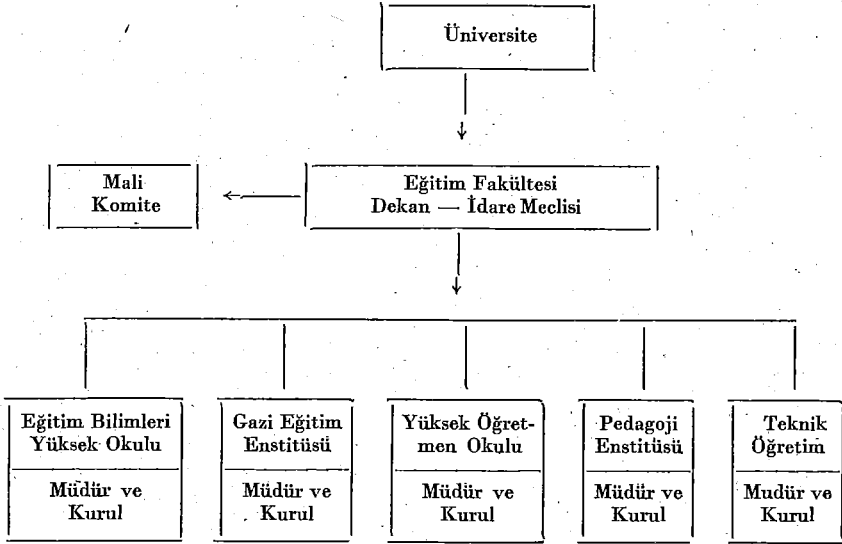 Üniversite
Mali
Komite
Eğitim Fakültesi
Dekan — İdare Meclisi
Eğitim Bilimleri
Yüksek Okulu
Müdür ve
Kurul
Gazi Eğitim
Enstitüsü
Müdür ve
Kurul
Yüksek Öğret-
men Okulu
Müdür ve
Kurul
Pedagoji
Enstitüsü
Müdür ve
Kurul
Teknik
Öğretim
Mudür ve
Kurul